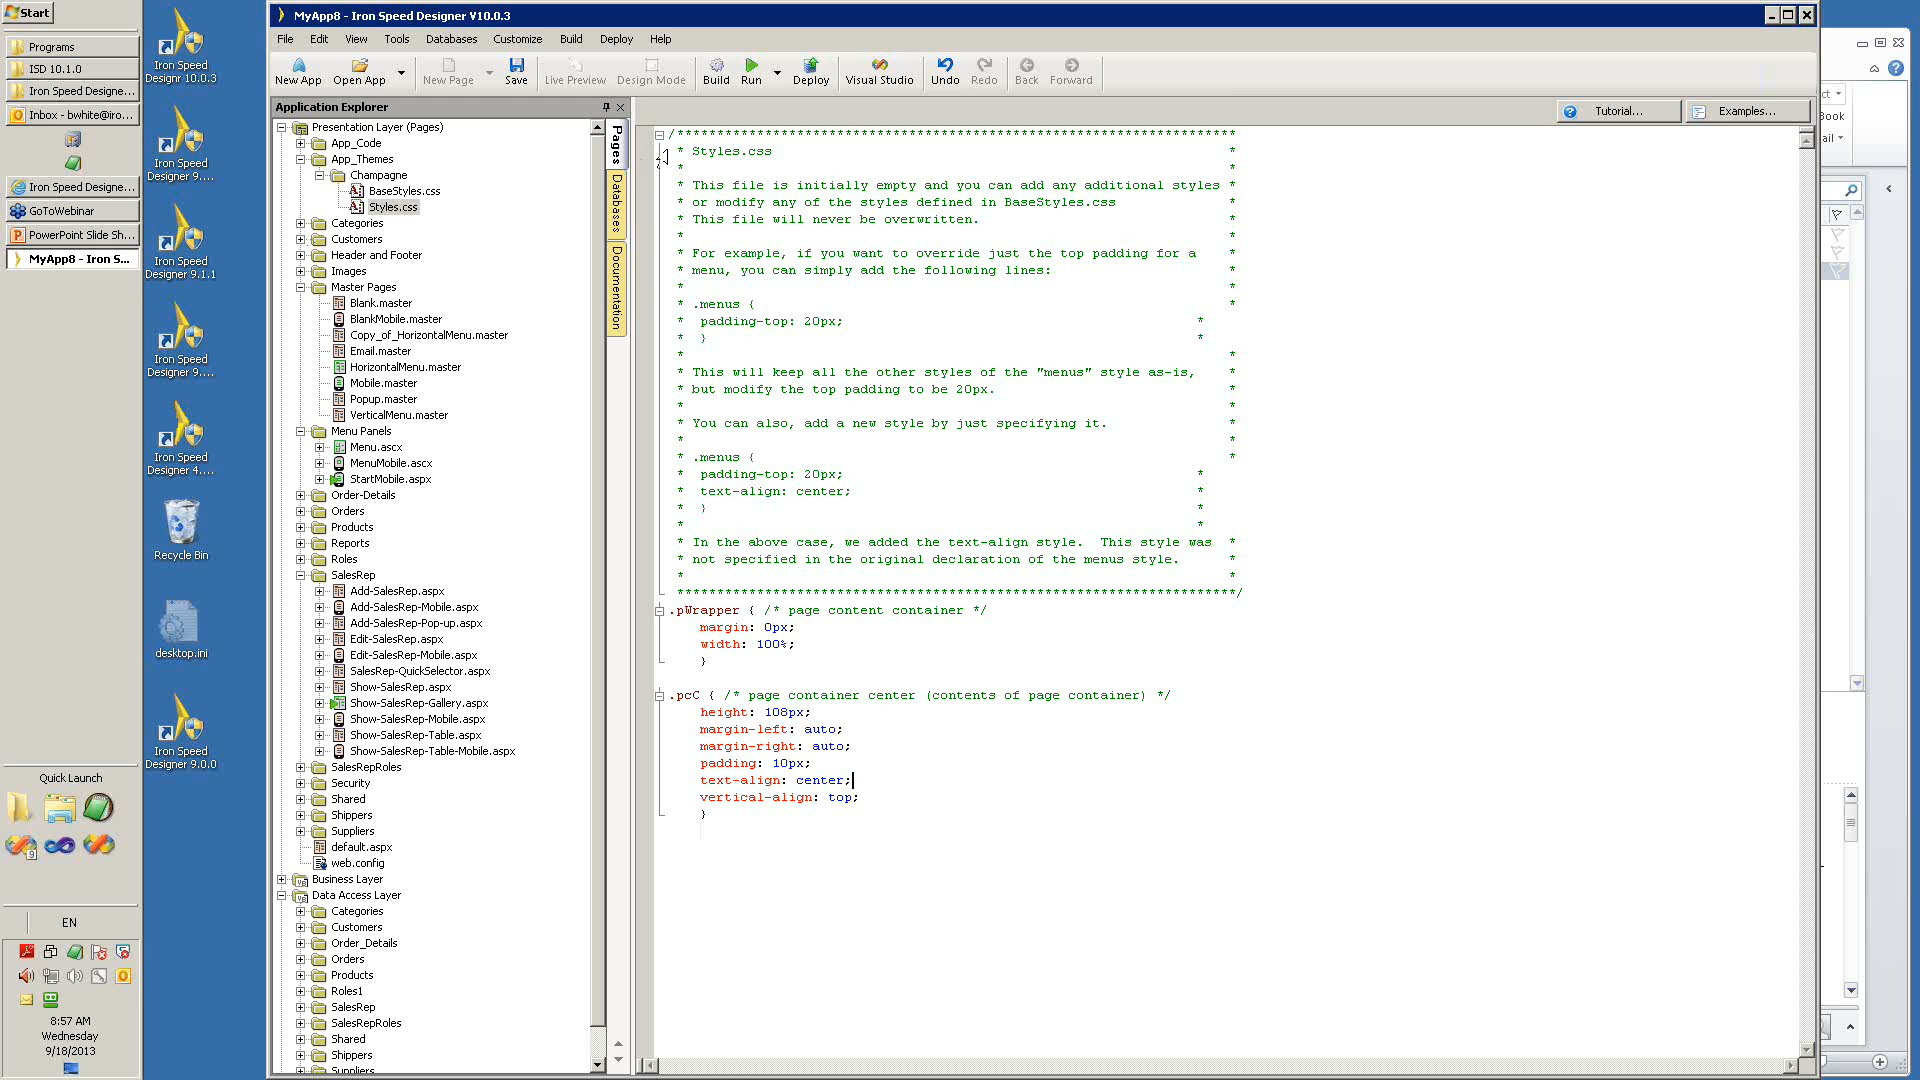 Start
Programs
ISD 10.1.0
Iron Speed Designe...
Inbox - bwhite@iro...
Iron Speed Designe...
GoToWebinar
PowerPoint Slide Sh...
MyApp8 - Iron S...
Quick Launch
9
EN
8:57 AM
Wednesday
9/18/2013
Iron Speed
Designr 10.0.3
Iron Speed
Designer 9....
Iron Speed
Designer 9.1.1
Iron Speed
Designer 9....
Iron Speed
Designer 4....
Recycle Bin
desktop.ini
Iron Speed
Designer 9.0.0
MyApp8 - Iron Speed Designer V10.0.3
File Edit View Tools Databases Customize Build Deploy Help
New App Open App New Page Save Live Preview Design Mode Build Run Deploy Visual Studio Undo Redo Back Forward
Application Explorer
Presentation Layer (Pages)
App_Code
App_Themes
Champagne
BaseStyles.css
Styles.css
Categories
Customers
Header and Footer
Images
Master Pages
Blank.master
BlankMobile.master
Copy_of_HorizontalMenu.master
Email.master
HorizontalMenu.master
Mobile.master
Popup.master
VerticalMenu.master
Menu Panels
Menu.ascx
MenuMobile.ascx
StartMobile.aspx
Order-Details
Orders
Products
Reports
Roles
SalesRep
Add-SalesRep.aspx
Add-SalesRep-Mobile.aspx
Add-SalesRep-Pop-up.aspx
Edit-SalesRep.aspx
Edit-SalesRep-Mobile.aspx
SalesRep-QuickSelector.aspx
Show-SalesRep.aspx
Show-SalesRep-Gallery.aspx
Show-SalesRep-Mobile.aspx
Show-SalesRep-Table.aspx
Show-SalesRep-Table-Mobile.aspx
SalesRepRoles
Security
Shared
Shippers
Suppliers
default.aspx
web.config
Business Layer
Data Access Layer
Categories
Customers
Order_Details
Orders
Products
Roles1
SalesRep
SalesRepRoles
Shared
Shippers
Suppliers
Pages
Databases
Documentation
Tutorial...
Examples...
/**********************************************************************
* Styles.css *
* *
* This file is initially empty and you can add any additional styles *
* or modify any of the styles defined in BaseStyles.css *
* This file will never be overwritten. *
* *
* For example, if you want to override just the top padding for a *
* menu, you can simply add the following lines: *
* *
* .menus { *
* padding-top: 20px; *
* } *
* *
* This will keep all the other styles of the "menus" style as-is, *
* but modify the top padding to be 20px. *
* *
* You can also, add a new style by just specifying it. *
* *
* .menus { *
* padding-top: 20px; *
* text-align: center; *
* } *
* *
* In the above case, we added the text-align style. This style was *
* not specified in the original declaration of the menus style. *
* *
**********************************************************************/
.pWrapper { /* page content container */
margin: 0px;
width: 100%;
}
.pcC { /* page container center (contents of page container) */
height: 108px;
margin-left: auto;
margin-right: auto;
padding: 10px;
text-align: center;
vertical-align: top;
}
ct
Book
ail